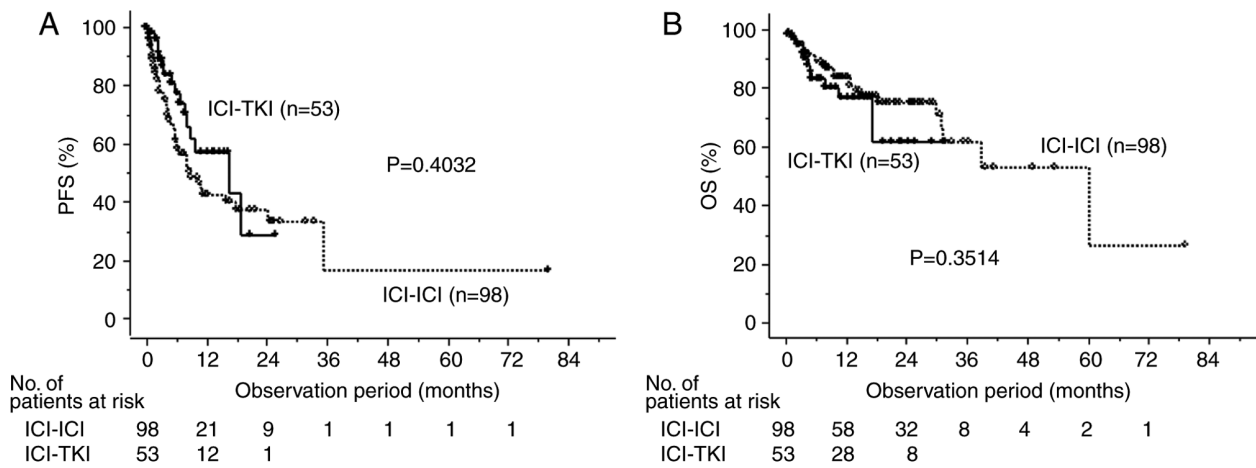 A
100
80
60
40
20
0
PFS (%)
ICI-TKI (n=53)
P=0.4032
ICI-ICI (n=98)
0 12 24 36 48 60 72 84
Observation period (months)
No. of
patients at risk
ICI-ICI 98 21 9 1 1 1 1
ICI-TKI 53 12 1
B
100
80
60
40
20
0
OS (%)
ICI-ICI (n=98)
ICI-TKI (n=53)
P=0.3514
0 12 24 36 48 60 72 84
Observation period (months)
No. of
patients at risk
ICI-ICI 98 58 32 8 4 2 1
ICI-TKI 53 28 8